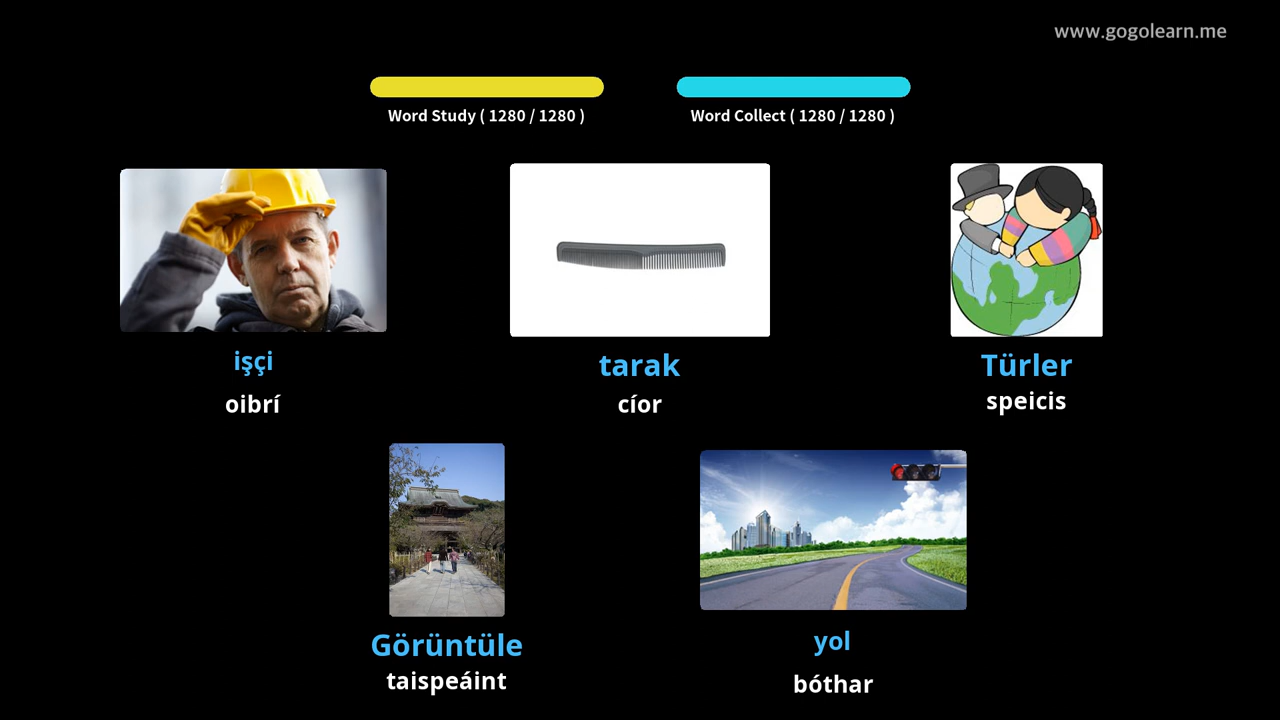 www.gogolearn.me
Word Study ( 1280 / 1280 )
Word Collect ( 1280 / 1280 )
işçi
oibrí
tarak
cíor
Türler
speicis
Görüntüle
taispeáint
yol
bóthar